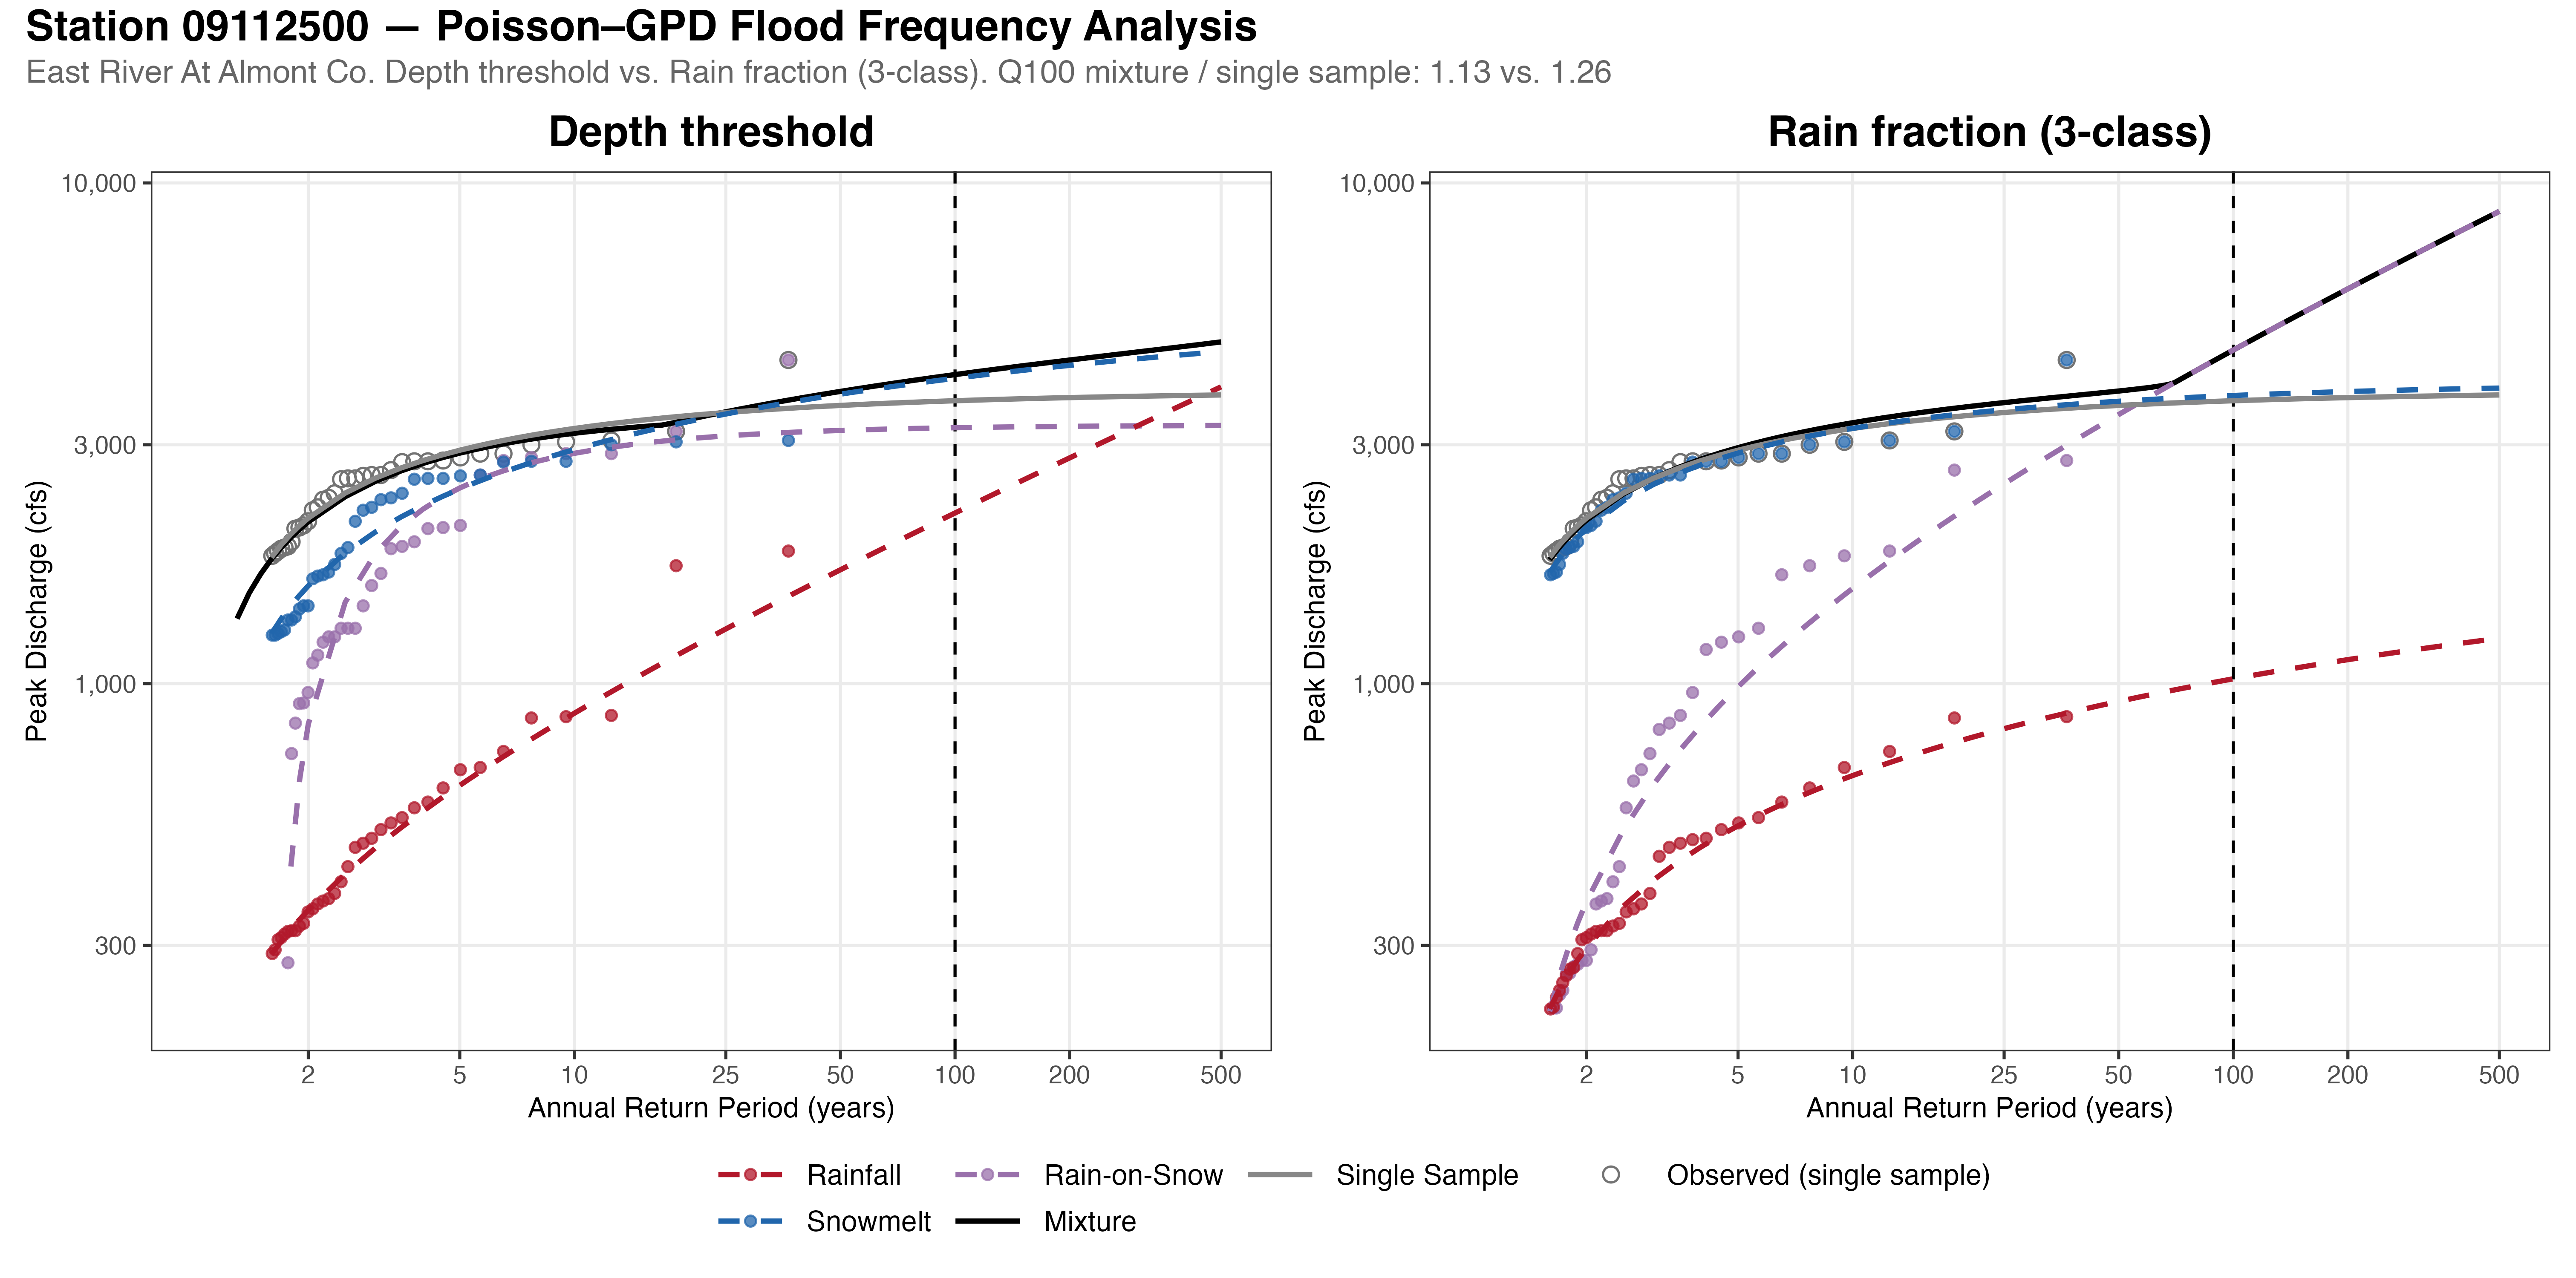 Station 09112500 — Poisson–GPD Flood Frequency Analysis
East River At Almont Co. Depth threshold vs. Rain fraction (3-class). Q100 mixture / single sample: 1.13 vs. 1.26
Depth threshold
Peak Discharge (cfs)
10,000
3,000
1,000
300
2 5 10 25 50 100 200 500
Annual Return Period (years)
Rain fraction (3-class)
Peak Discharge (cfs)
10,000
3,000
1,000
300
2 5 10 25 50 100 200 500
Annual Return Period (years)
Rainfall Rain-on-Snow Single Sample Observed (single sample)
Snowmelt Mixture